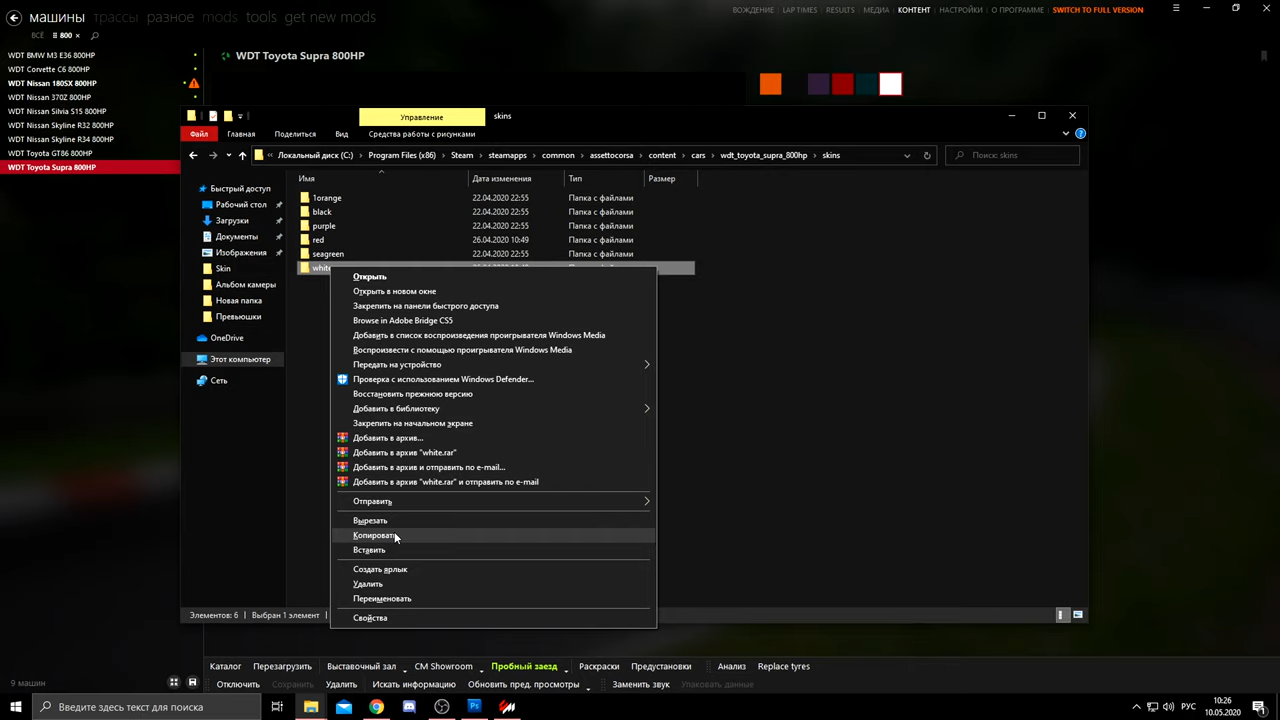 машины трассы разное mods tools get new mods
ВОЖДЕНИЕ LAP TIMES RESULTS МЕДИА КОНТЕНТ НАСТРОЙКИ О ПРОГРАММЕ SWITCH TO FULL VERSION
ВСЁ 800 ×
WDT BMW M3 E36 800HP
WDT Corvette C6 800HP
WDT Nissan 180SX 800HP
WDT Nissan 370Z 800HP
WDT Nissan Silvia S15 800HP
WDT Nissan Skyline R32 800HP
WDT Nissan Skyline R34 800HP
WDT Toyota GT86 800HP
WDT Toyota Supra 800HP
WDT Toyota Supra 800HP
Управление skins
Файл Главная Поделиться Вид Средства работы с рисунками
« Локальный диск (C:) Program Files (x86) Steam steamapps common assettocorsa content cars wdt_toyota_supra_800hp skins
Поиск: skins
Быстрый доступ
Рабочий стол
Загрузки
Документы
Изображения
Skin
Альбом камеры
Новая папка
Превьюшки
OneDrive
Этот компьютер
Сеть
Имя Дата изменения Тип Размер
1orange 22.04.2020 22:55 Папка с файлами
black 22.04.2020 22:55 Папка с файлами
purple 22.04.2020 22:55 Папка с файлами
red 26.04.2020 10:49 Папка с файлами
seagreen 22.04.2020 22:55 Папка с файлами
white
Открыть
Открыть в новом окне
Закрепить на панели быстрого доступа
Browse in Adobe Bridge CS5
Добавить в список воспроизведения проигрывателя Windows Media
Воспроизвести с помощью проигрывателя Windows Media
Передать на устройство
Проверка с использованием Windows Defender...
Восстановить прежнюю версию
Добавить в библиотеку
Закрепить на начальном экране
Добавить в архив...
Добавить в архив "white.rar"
Добавить в архив и отправить по e-mail...
Добавить в архив "white.rar" и отправить по e-mail
Отправить
Вырезать
Копировать
Вставить
Создать ярлык
Удалить
Переименовать
Свойства
Элементов: 6 Выбран 1 элемент
Каталог Перезагрузить Выставочный зал CM Showroom Пробный заезд Раскраски Предустановки Анализ Replace tyres
9 машин
Отключить Сохранить Удалить Искать информацию Обновить пред. просмотры Заменить звук Упаковать данные
Введите здесь текст для поиска
РУС
10:26
10.05.2020
1